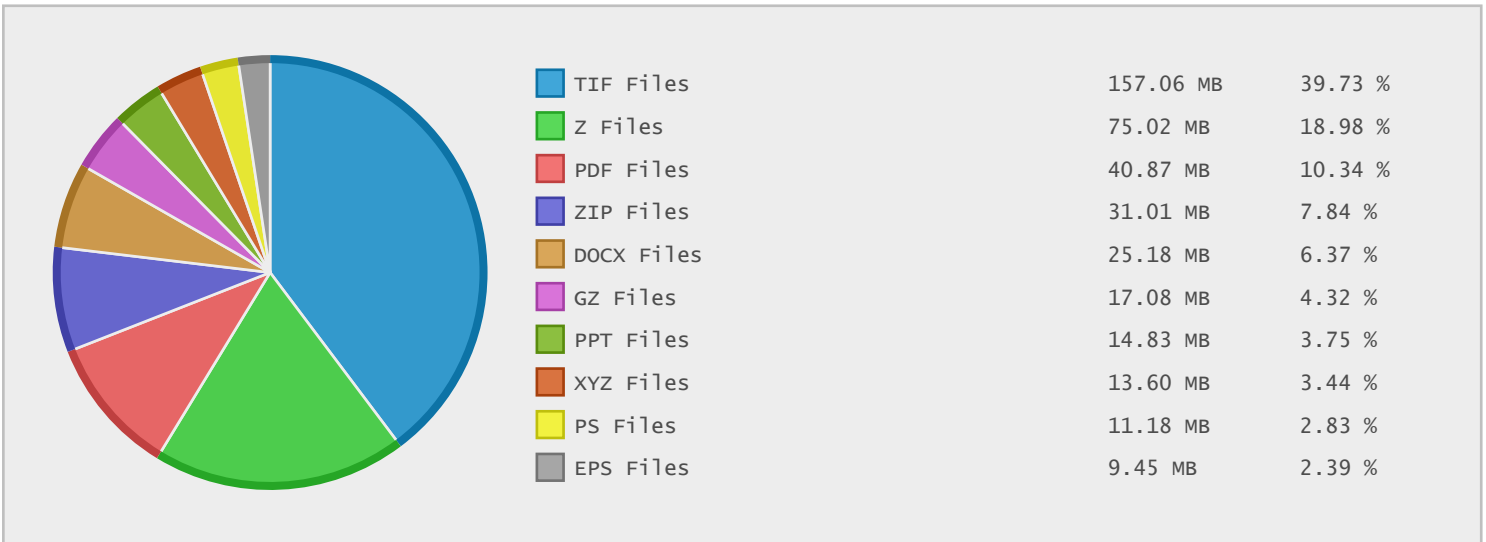 TIF Files 157.06 MB 39.73 %
Z Files 75.02 MB 18.98 %
PDF Files 40.87 MB 10.34 %
ZIP Files 31.01 MB 7.84 %
DOCX Files 25.18 MB 6.37 %
GZ Files 17.08 MB 4.32 %
PPT Files 14.83 MB 3.75 %
XYZ Files 13.60 MB 3.44 %
PS Files 11.18 MB 2.83 %
EPS Files 9.45 MB 2.39 %